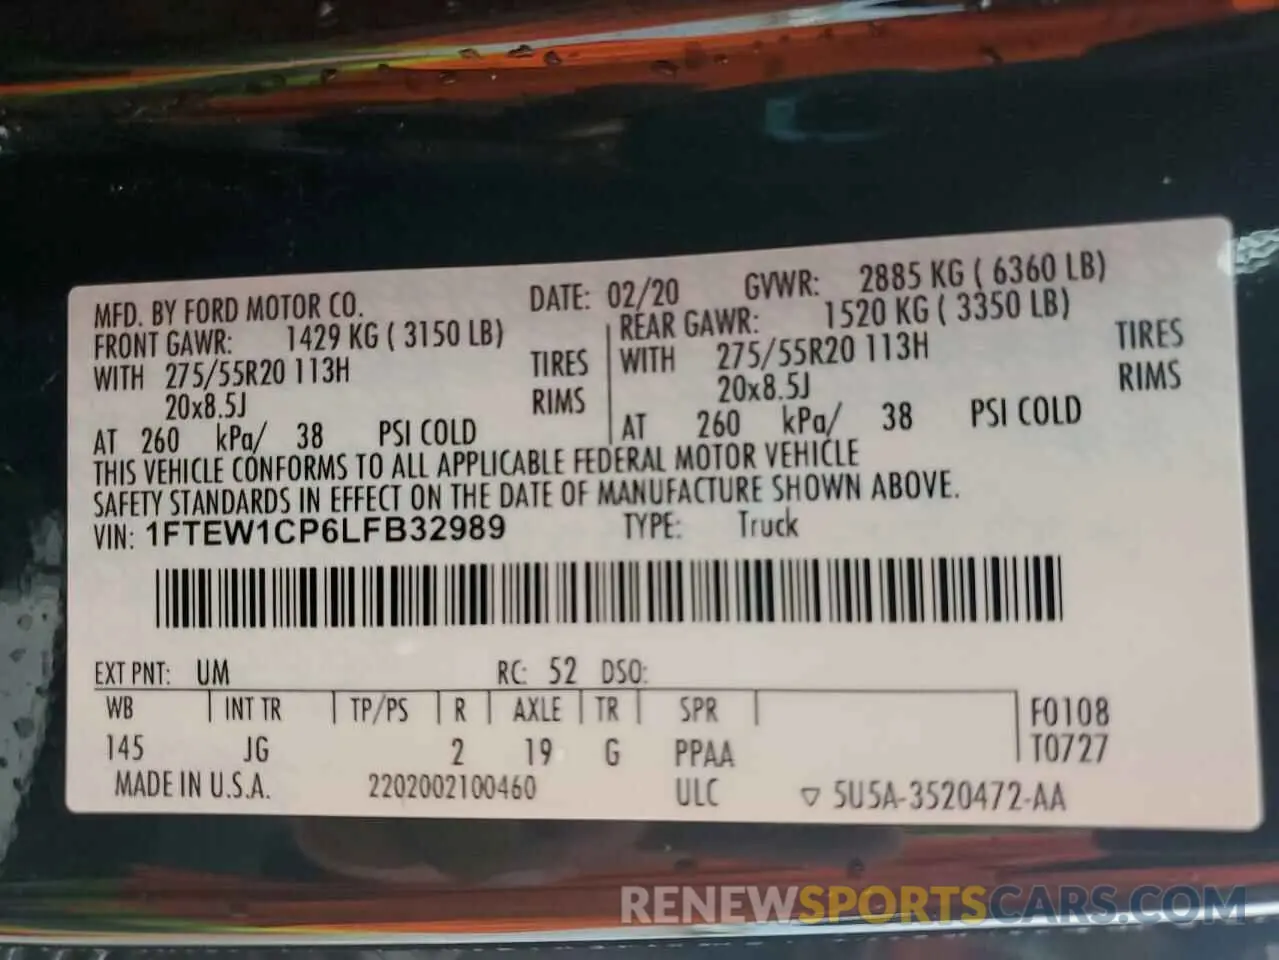 MFD. BY FORD MOTOR CO. DATE: 02/20 GVWR: 2885 KG ( 6360 LB)
FRONT GAWR: 1429 KG ( 3150 LB) REAR GAWR: 1520 KG ( 3350 LB)
WITH 275/55R20 113H TIRES WITH 275/55R20 113H TIRES
20x8.5J RIMS 20x8.5J RIMS
AT 260 kPa/ 38 PSI COLD AT 260 kPa/ 38 PSI COLD
THIS VEHICLE CONFORMS TO ALL APPLICABLE FEDERAL MOTOR VEHICLE
SAFETY STANDARDS IN EFFECT ON THE DATE OF MANUFACTURE SHOWN ABOVE.
VIN: 1FTEW1CP6LFB32989 TYPE: Truck
EXT PNT: UM RC: 52 DSO:
WB INT TR TP/PS R AXLE TR SPR F0108
145 JG 2 19 G PPAA T0727
MADE IN U.S.A. 2202002100460 ULC ▽ 5U5A-3520472-AA
RENEWSPORTSCARS.COM